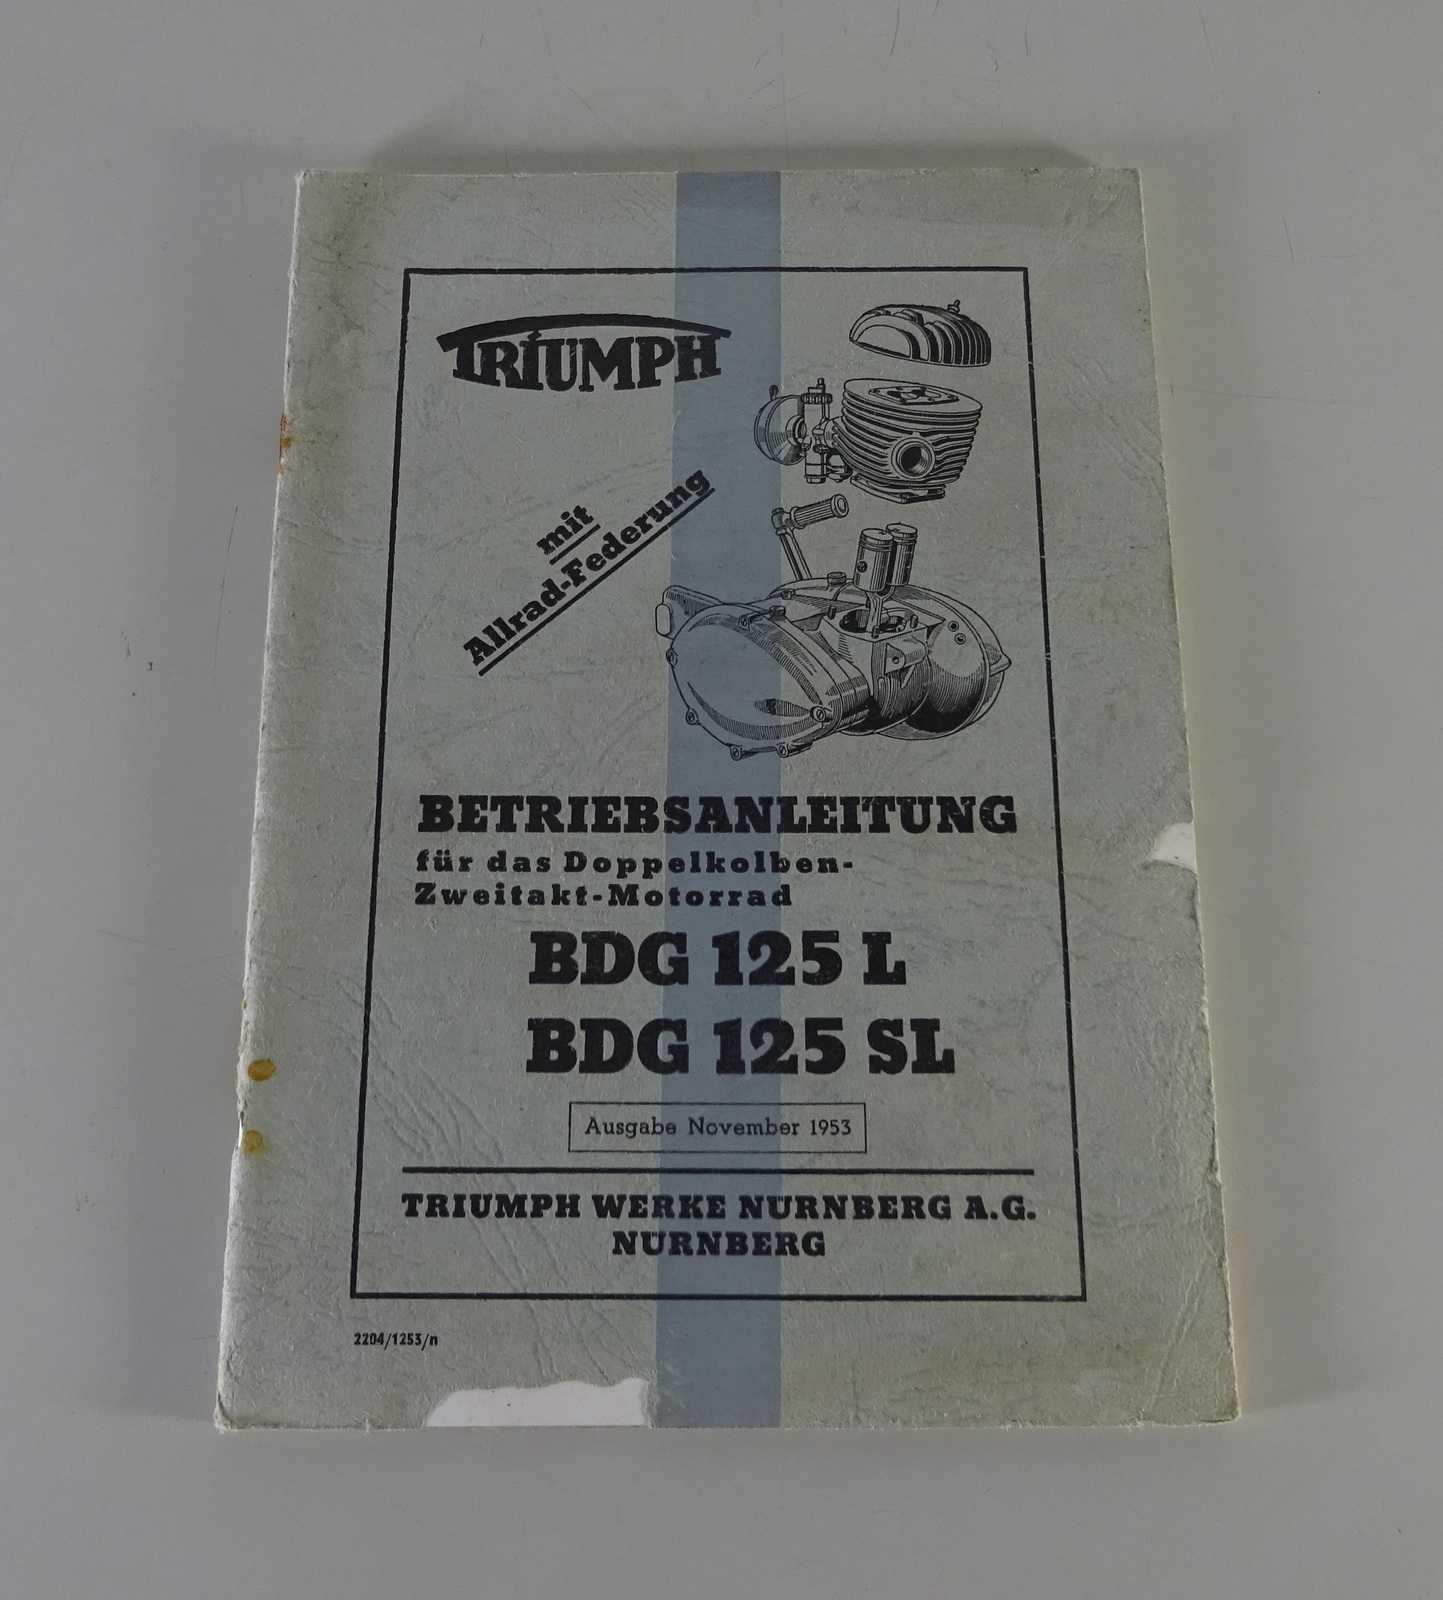 TRIUMPH
mit
Allrad-Federung
BETRIEBSANLEITUNG
für das Doppelkolben-
Zweitakt-Motorrad
BDG 125 L
BDG 125 SL
Ausgabe November 1953
TRIUMPH WERKE NÜRNBERG A.G.
NÜRNBERG
2204/1253/n